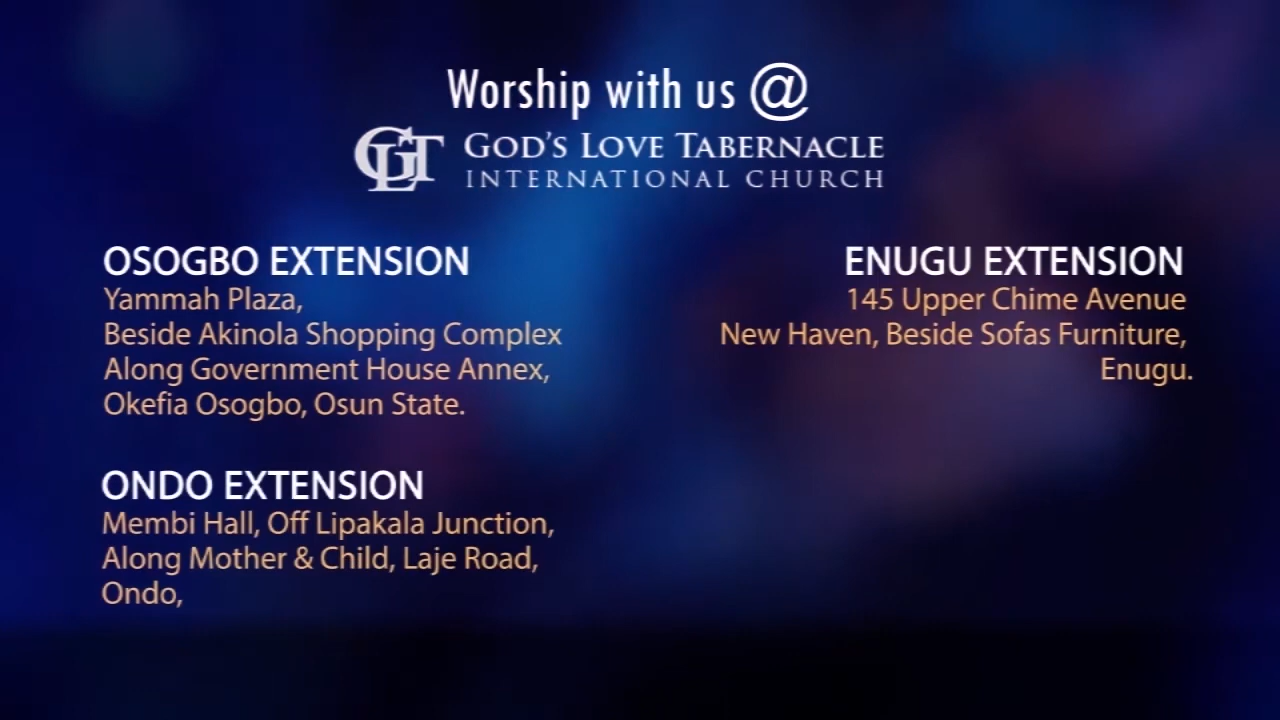 Worship with us @
GLT
GOD'S LOVE TABERNACLE
INTERNATIONAL CHURCH
OSOGBO EXTENSION
Yammah Plaza,
Beside Akinola Shopping Complex
Along Government House Annex,
Okefia Osogbo, Osun State.
ONDO EXTENSION
Membi Hall, Off Lipakala Junction,
Along Mother & Child, Laje Road,
Ondo,
ENUGU EXTENSION
145 Upper Chime Avenue
New Haven, Beside Sofas Furniture,
Enugu.